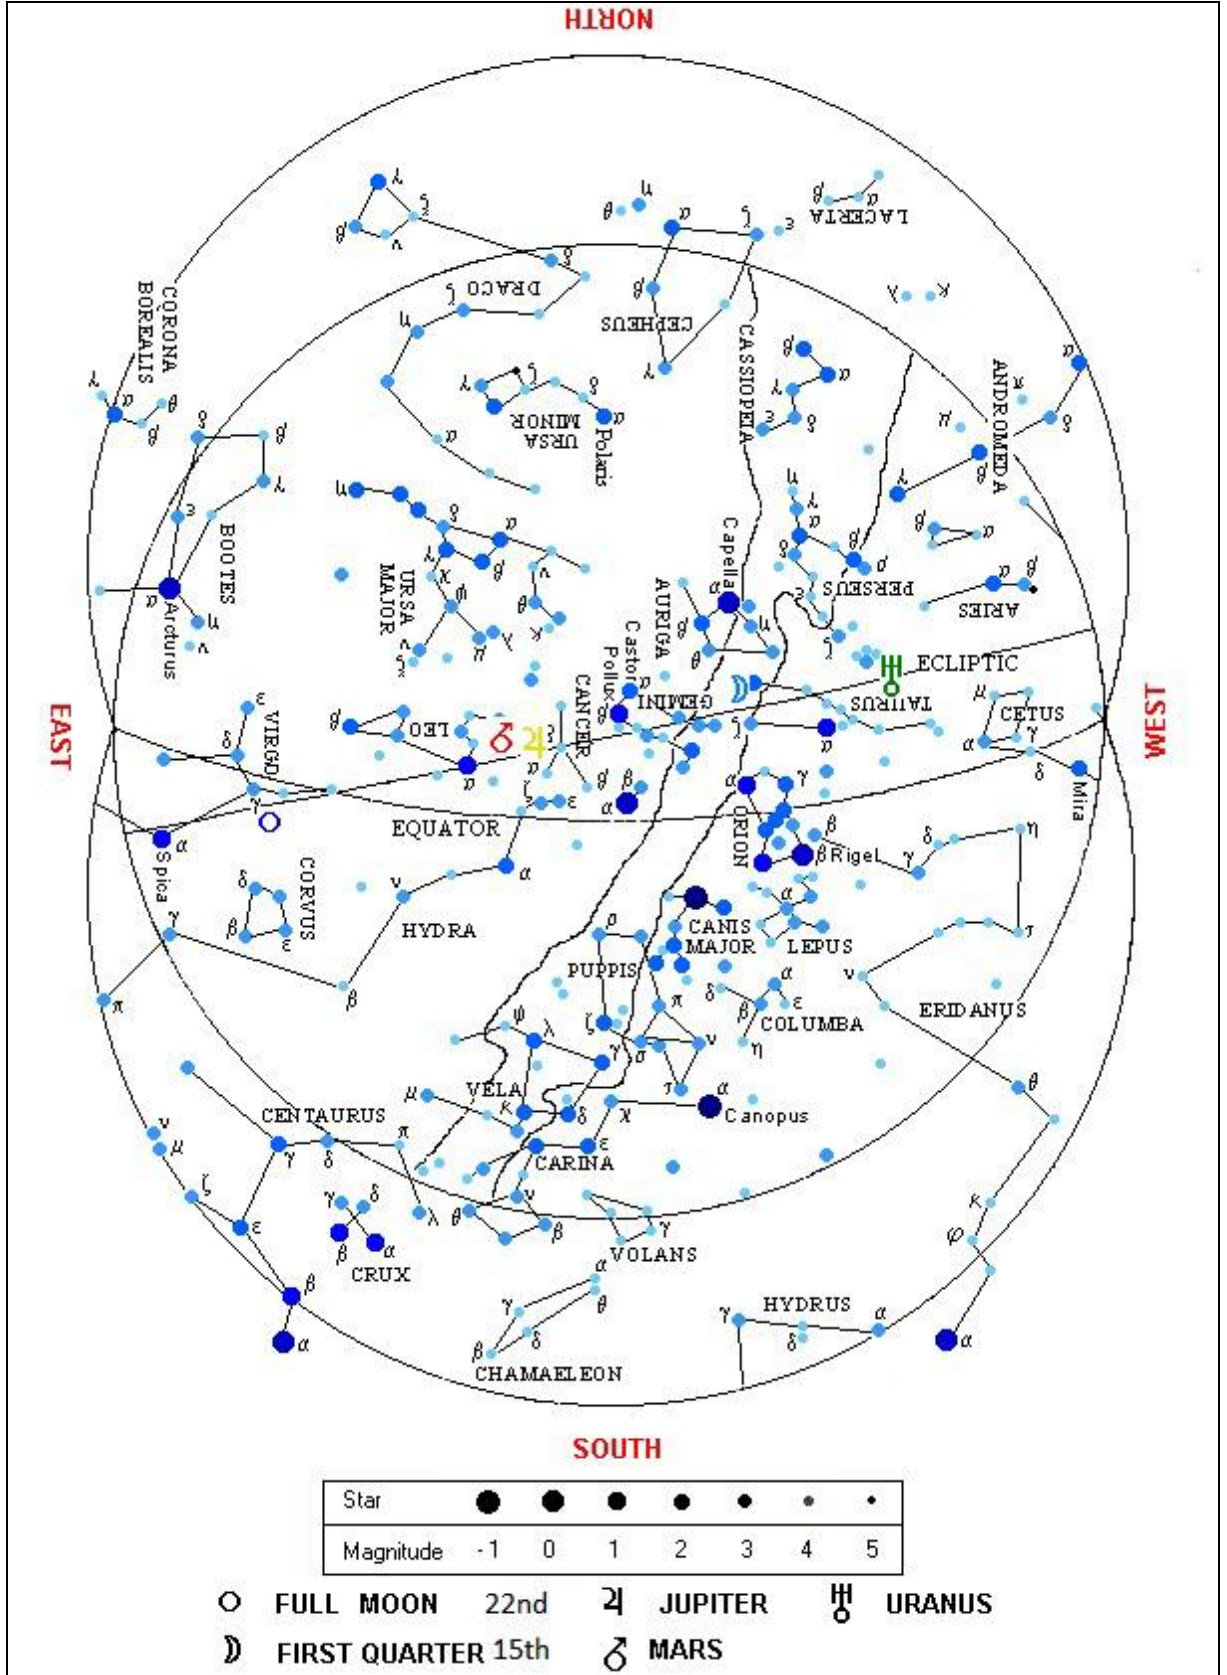 NORTH
γ
β
ν
ξ
DRACO
δ
ζ
η
α
θ
η
α
ζ
ε
β
CEPHEUS
γ
β
α
LACERTA
λ
κ
CORONA
BOREALIS
γ
α
β
θ
δ
β
γ
ε
BOOTES
α
Arcturus
η
ν
γ
ζ
δ
α
URSA
MINOR
Polaris
CASSIOPEIA
β
α
γ
δ
ε
ANDROMEDA
α
π
δ
μ
β
γ
η
δ
α
γ
β
χ
ψ
URSA
MAJOR
ν
ξ
μ
λ
ν
θ
κ
Capella
α
AURIGA
β
η
θ
η
γ
α
δ
β
ρ
ε
PERSEUS
ζ
β
α
α
β
ARIES
ECLIPTIC
Castor
Pollux
α
β
GEMINI
TAURUS
ζ
α
μ
CETUS
α
γ
δ
Mira
EAST
WEST
VIRGO
ε
δ
γ
β
LEO
α
CANCER
δ
α
β
β
α
EQUATOR
ζ
ε
α
HYDRA
ν
β
Spica
α
γ
π
CORVUS
δ
β
ε
ORION
α
γ
β
Rigel
β
δ
η
γ
τ
ν
ERIDANUS
θ
κ
φ
α
CANIS
MAJOR
α
LEPUS
PUPPIS
ρ
π
ζ
σ
ν
τ
δ
α
β
ε
COLUMBA
η
ψ
λ
γ
VELA
μ
κ
δ
χ
α
Canopus
CARINA
ε
CENTAURUS
ν
μ
ζ
γ
δ
π
λ
ε
β
α
γ
δ
β
α
CRUX
θ
ν
β
VOLANS
γ
α
θ
γ
δ
β
CHAMAELEON
HYDRUS
γ
δ
α
SOUTH
Star
Magnitude -1 0 1 2 3 4 5
FULL MOON 22nd JUPITER URANUS
FIRST QUARTER 15th MARS